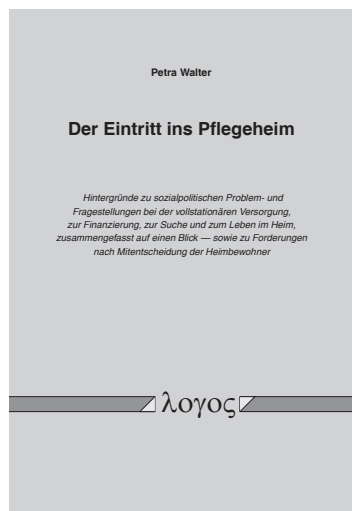 Petra Walter
Der Eintritt ins Pflegeheim
Hintergründe zu sozialpolitischen Problem- und
Fragestellungen bei der vollstationären Versorgung,
zur Finanzierung, zur Suche und zum Leben im Heim,
zusammengefasst auf einen Blick — sowie zu Forderungen
nach Mitentscheidung der Heimbewohner
λογος